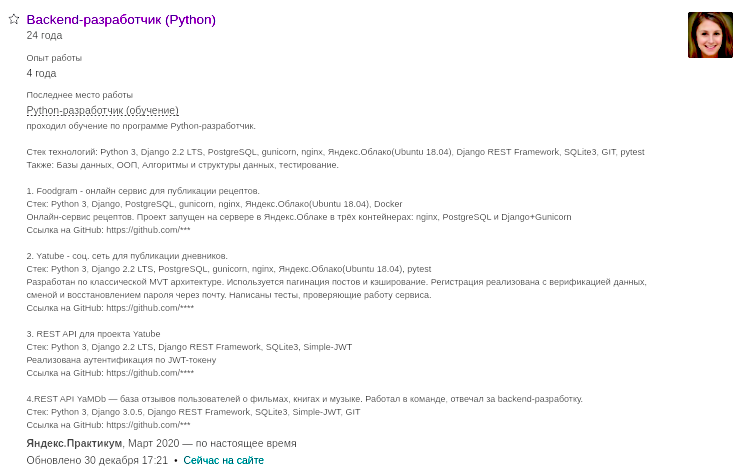 Backend-разработчик (Python)
24 года
Опыт работы
4 года
Последнее место работы
Python-разработчик (обучение)
проходил обучение по программе Python-разработчик.
Стек технологий: Python 3, Django 2.2 LTS, PostgreSQL, gunicorn, nginx, Яндекс.Облако(Ubuntu 18.04), Django REST Framework, SQLite3, GIT, pytest
Также: Базы данных, ООП, Алгоритмы и структуры данных, тестирование.
1. Foodgram - онлайн сервис для публикации рецептов.
Стек: Python 3, Django, PostgreSQL, gunicorn, nginx, Яндекс.Облако(Ubuntu 18.04), Docker
Онлайн-сервис рецептов. Проект запущен на сервере в Яндекс.Облаке в трёх контейнерах: nginx, PostgreSQL и Django+Gunicorn
Ссылка на GitHub: https://github.com/***
2. Yatube - соц. сеть для публикации дневников.
Стек: Python 3, Django 2.2 LTS, PostgreSQL, gunicorn, nginx, Яндекс.Облако(Ubuntu 18.04), pytest
Разработан по классической MVT архитектуре. Используется пагинация постов и кэширование. Регистрация реализована с верификацией данных,
сменой и восстановлением пароля через почту. Написаны тесты, проверяющие работу сервиса.
Ссылка на GitHub: https://github.com/****
3. REST API для проекта Yatube
Стек: Python 3, Django 2.2 LTS, Django REST Framework, SQLite3, Simple-JWT
Реализована аутентификация по JWT-токену
Ссылка на GitHub: https://github.com/****
4.REST API YaMDb — база отзывов пользователей о фильмах, книгах и музыке. Работал в команде, отвечал за backend-разработку.
Стек: Python 3, Django 3.0.5, Django REST Framework, SQLite3, Simple-JWT, GIT
Ссылка на GitHub: https://github.com/***
Яндекс.Практикум, Март 2020 — по настоящее время
Обновлено 30 декабря 17:21 • Сейчас на сайте